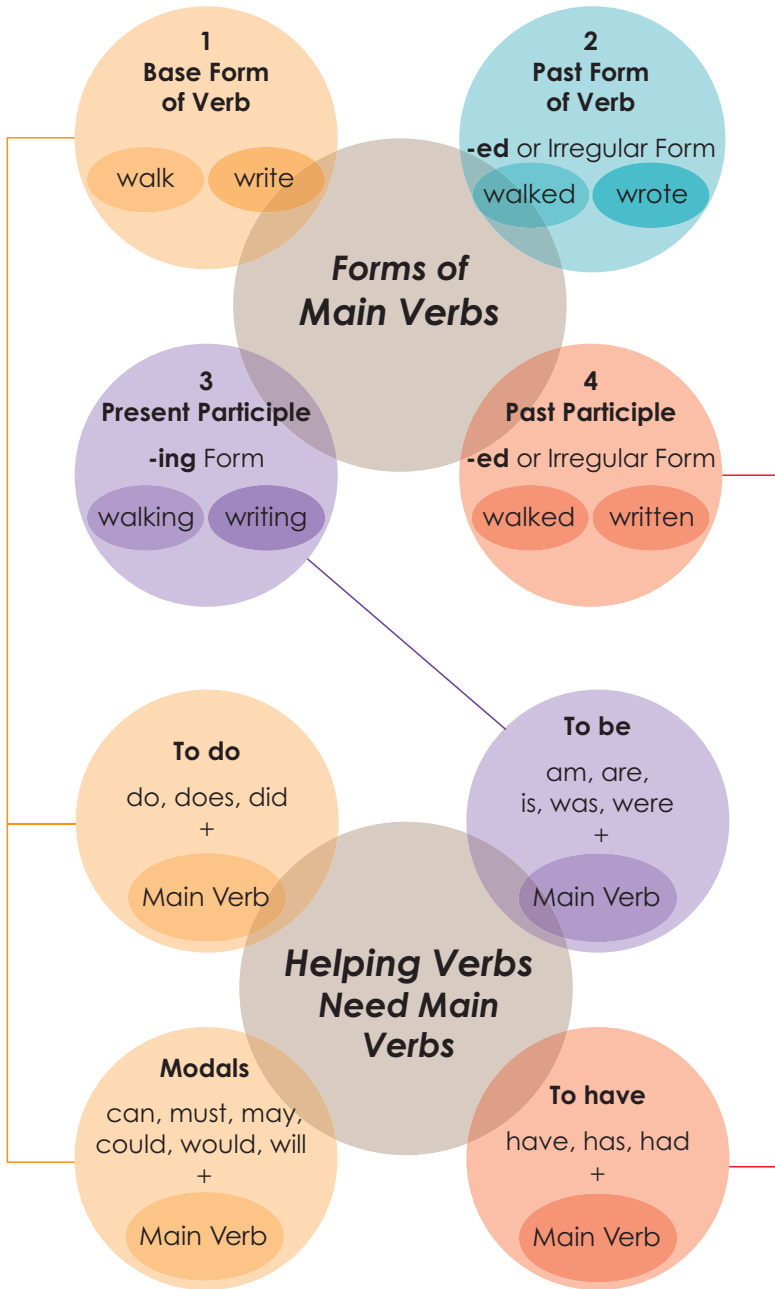 1
Base Form
of Verb
walk
write
2
Past Form
of Verb
-ed or Irregular Form
walked
wrote
Forms of
Main Verbs
3
Present Participle
-ing Form
walking
writing
4
Past Participle
-ed or Irregular Form
walked
written
To do
do, does, did
+
Main Verb
To be
am, are,
is, was, were
+
Main Verb
Helping Verbs
Need Main
Verbs
Modals
can, must, may,
could, would, will
+
Main Verb
To have
have, has, had
+
Main Verb